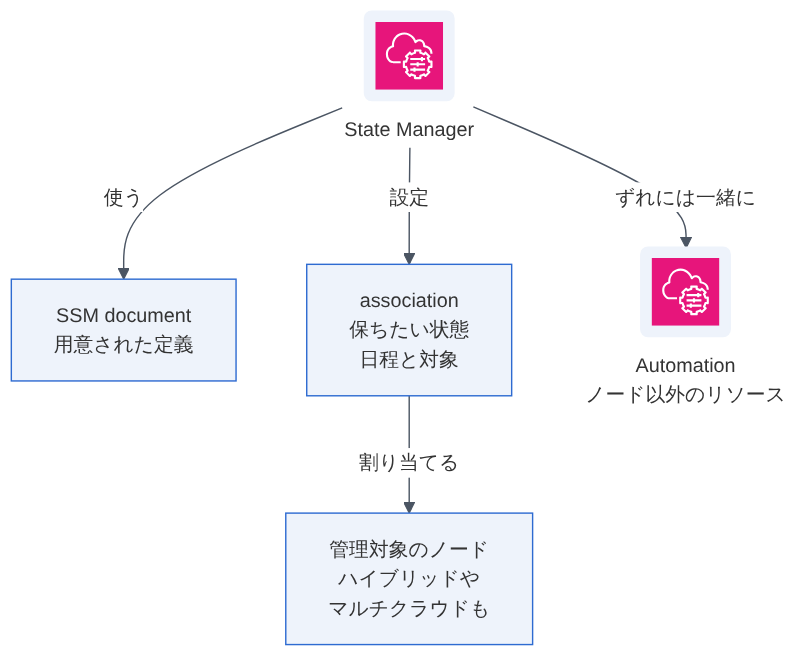 State Manager
使う
設定
ずれには一緒に
SSM document
用意された定義
association
保ちたい状態
日程と対象
Automation
ノード以外のリソース
割り当てる
管理対象のノード
ハイブリッドや
マルチクラウドも